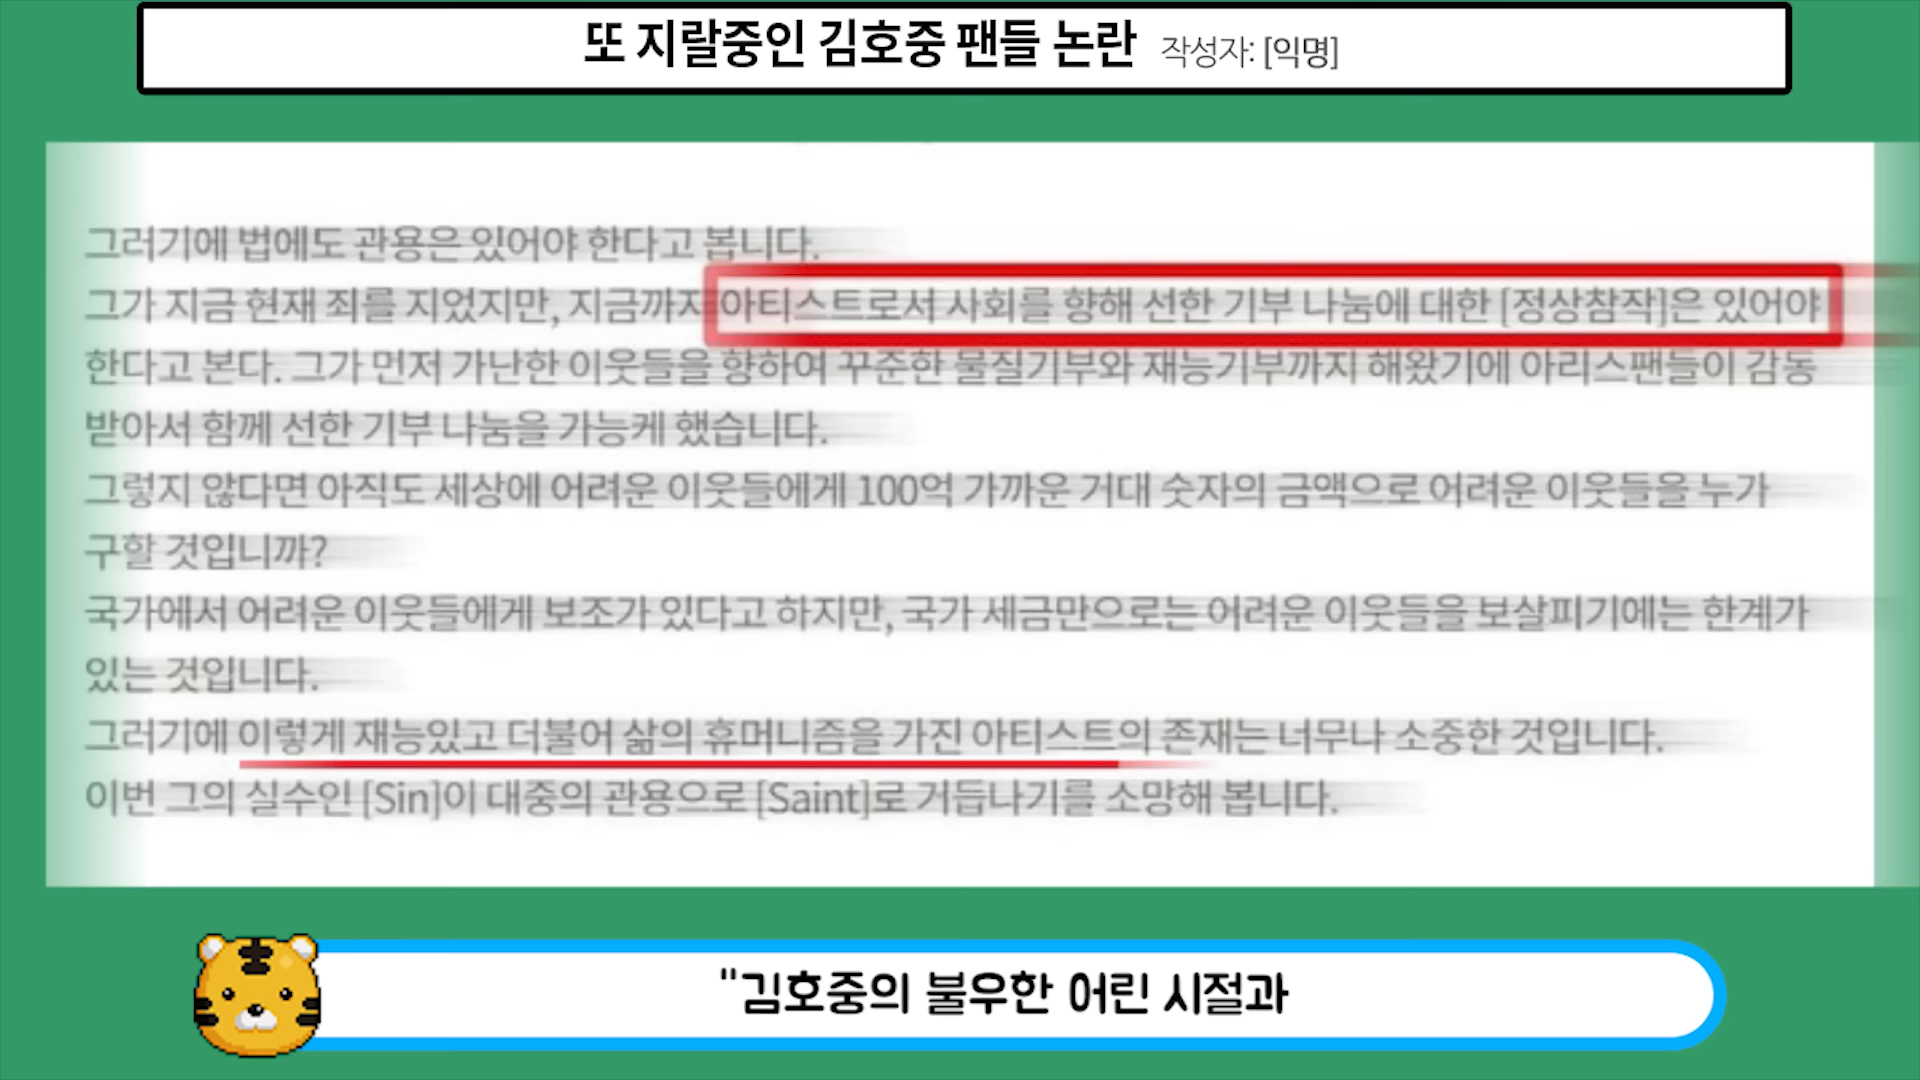 또 지랄중인 김호중 팬들 논란 작성자: [익명]
그러기에 법에도 관용은 있어야 한다고 봅니다.
그가 지금 현재 죄를 지었지만, 지금까지 아티스트로서 사회를 향해 선한 기부 나눔에 대한 [정상참작]은 있어야
한다고 본다. 그가 먼저 가난한 이웃들을 향하여 꾸준한 물질기부와 재능기부까지 해왔기에 아리스팬들이 감동
받아서 함께 선한 기부 나눔을 가능케 했습니다.
그렇지 않다면 아직도 세상에 어려운 이웃들에게 100억 가까운 거대 숫자의 금액으로 어려운 이웃들을 누가
구할 것입니까?
국가에서 어려운 이웃들에게 보조가 있다고 하지만, 국가 세금만으로는 어려운 이웃들을 보살피기에는 한계가
있는 것입니다.
그러기에 이렇게 재능있고 더불어 삶의 휴머니즘을 가진 아티스트의 존재는 너무나 소중한 것입니다.
이번 그의 실수인 [Sin]이 대중의 관용으로 [Saint]로 거듭나기를 소망해 봅니다.
"김호중의 불우한 어린 시절과